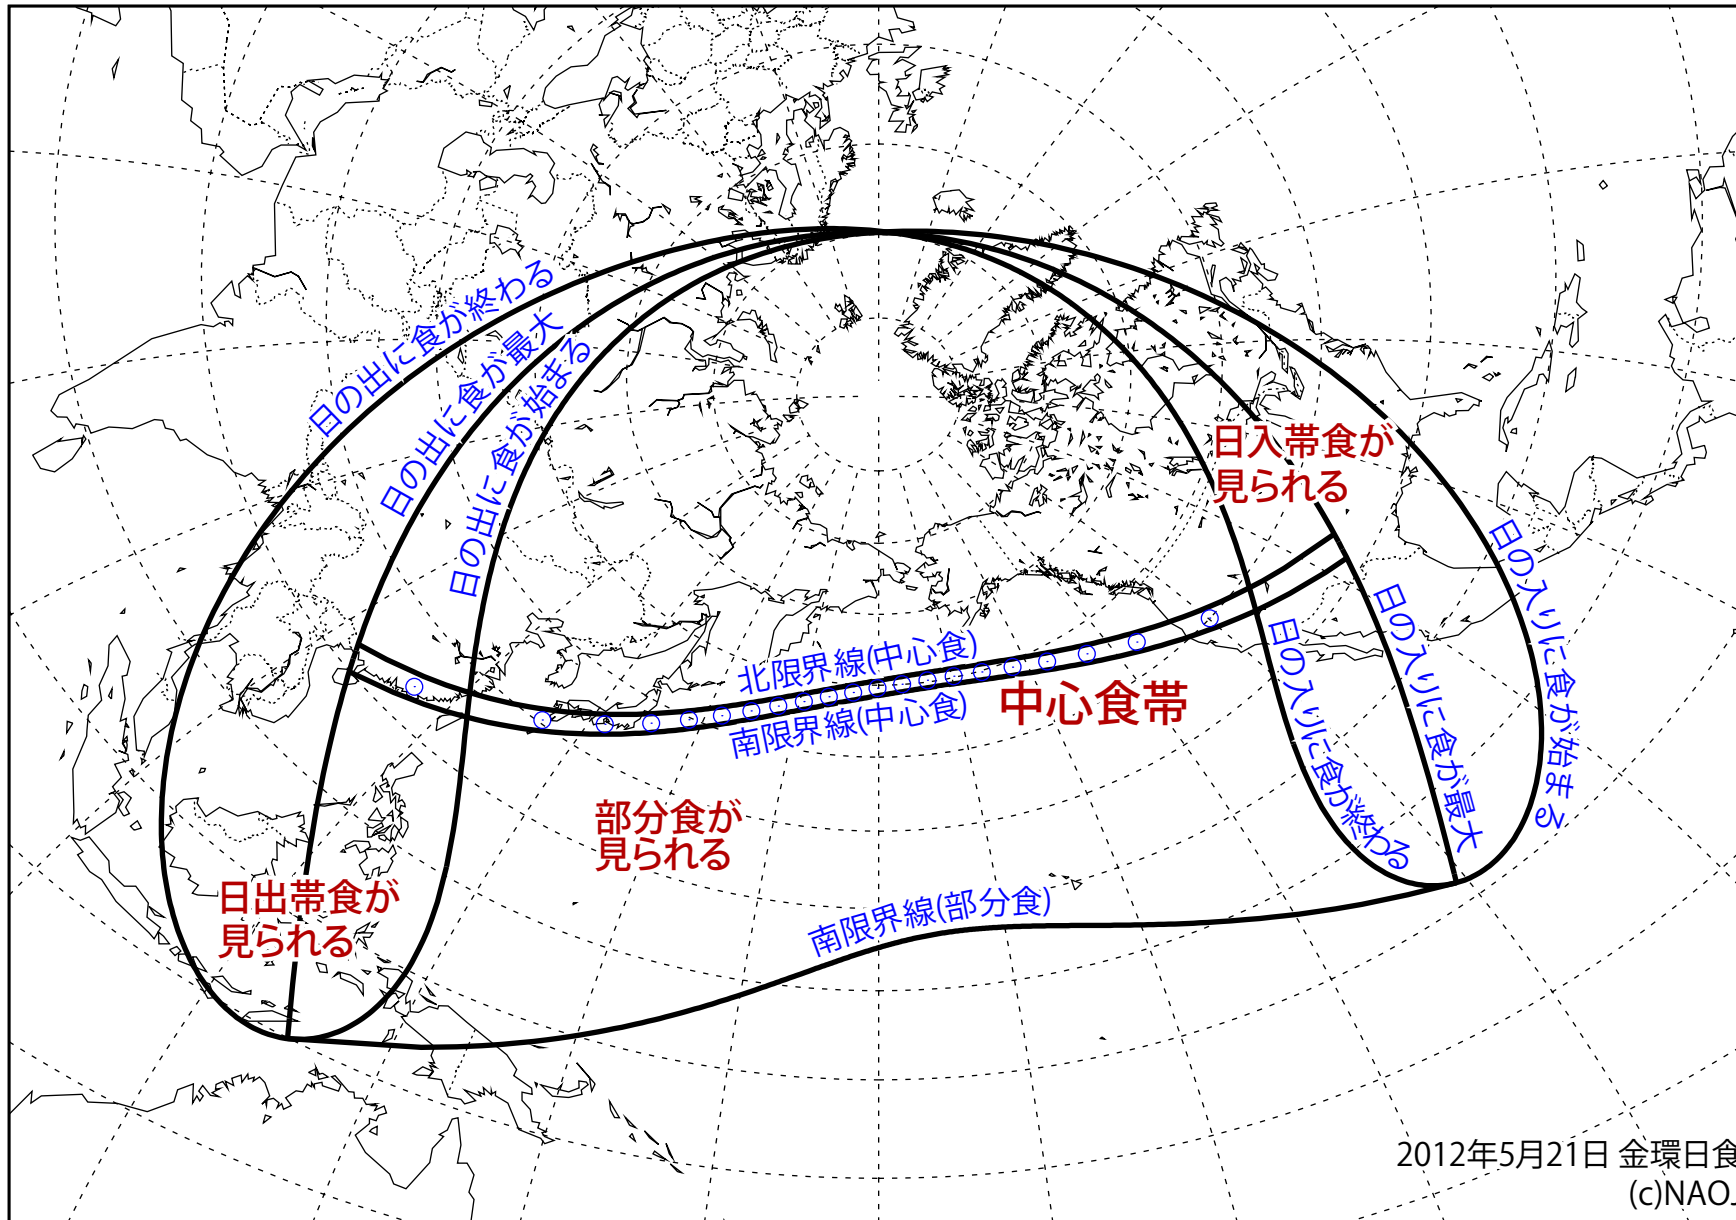 日の出に食が終わる
日の出に食が最大
日の出に食が始まる
日入帯食が
見られる
日の入りに食が始まる
日の入りに食が最大
日の入りに食が終わる
北限界線(中心食)
中心食帯
南限界線(中心食)
部分食が
見られる
日出帯食が
見られる
南限界線(部分食)
2012年5月21日 金環日食
(c)NAO